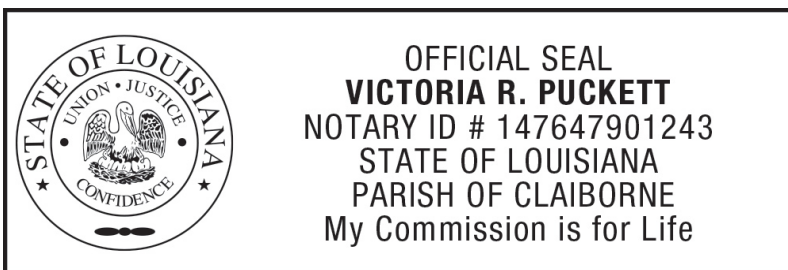 STATE OF LOUISIANA
UNION • JUSTICE
CONFIDENCE
OFFICIAL SEAL
VICTORIA R. PUCKETT
NOTARY ID # 147647901243
STATE OF LOUISIANA
PARISH OF CLAIBORNE
My Commission is for Life